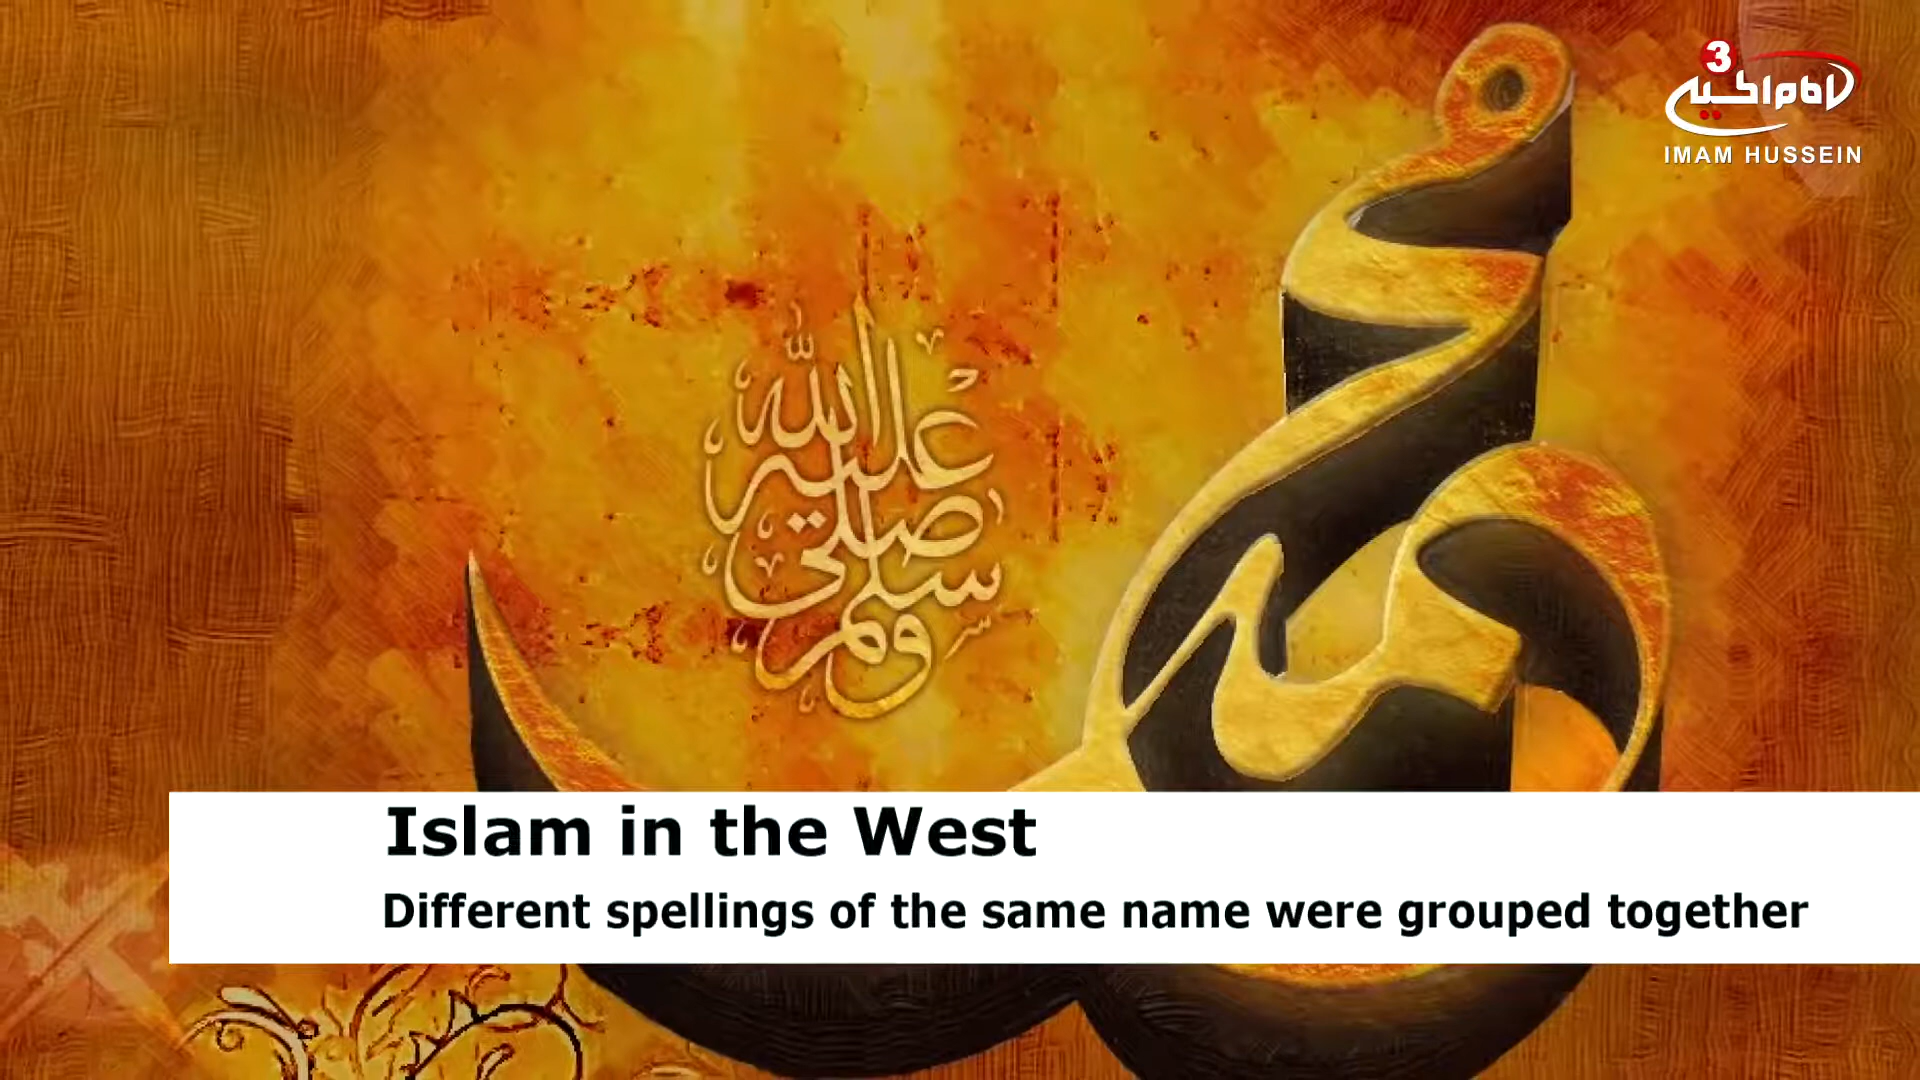 3
الامام الحسين
IMAM HUSSEIN
محمد
صلى الله عليه وسلم
Islam in the West
Different spellings of the same name were grouped together